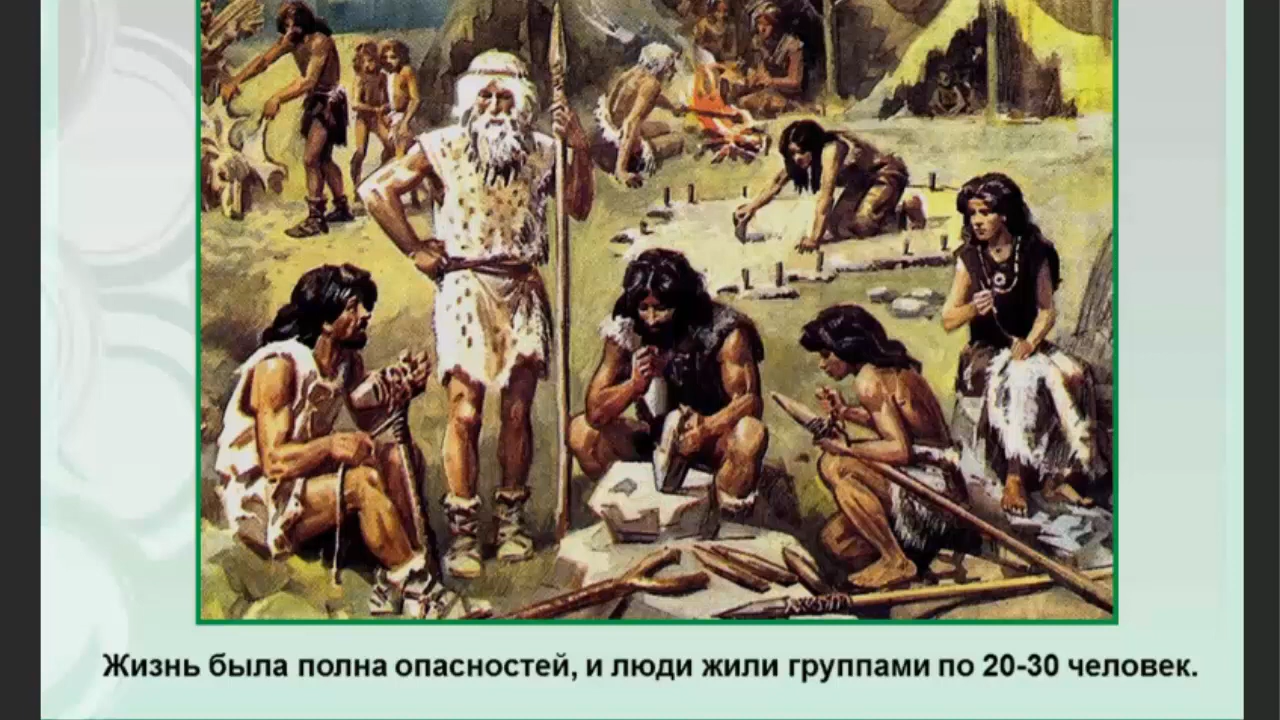 Жизнь была полна опасностей, и люди жили группами по 20-30 человек.